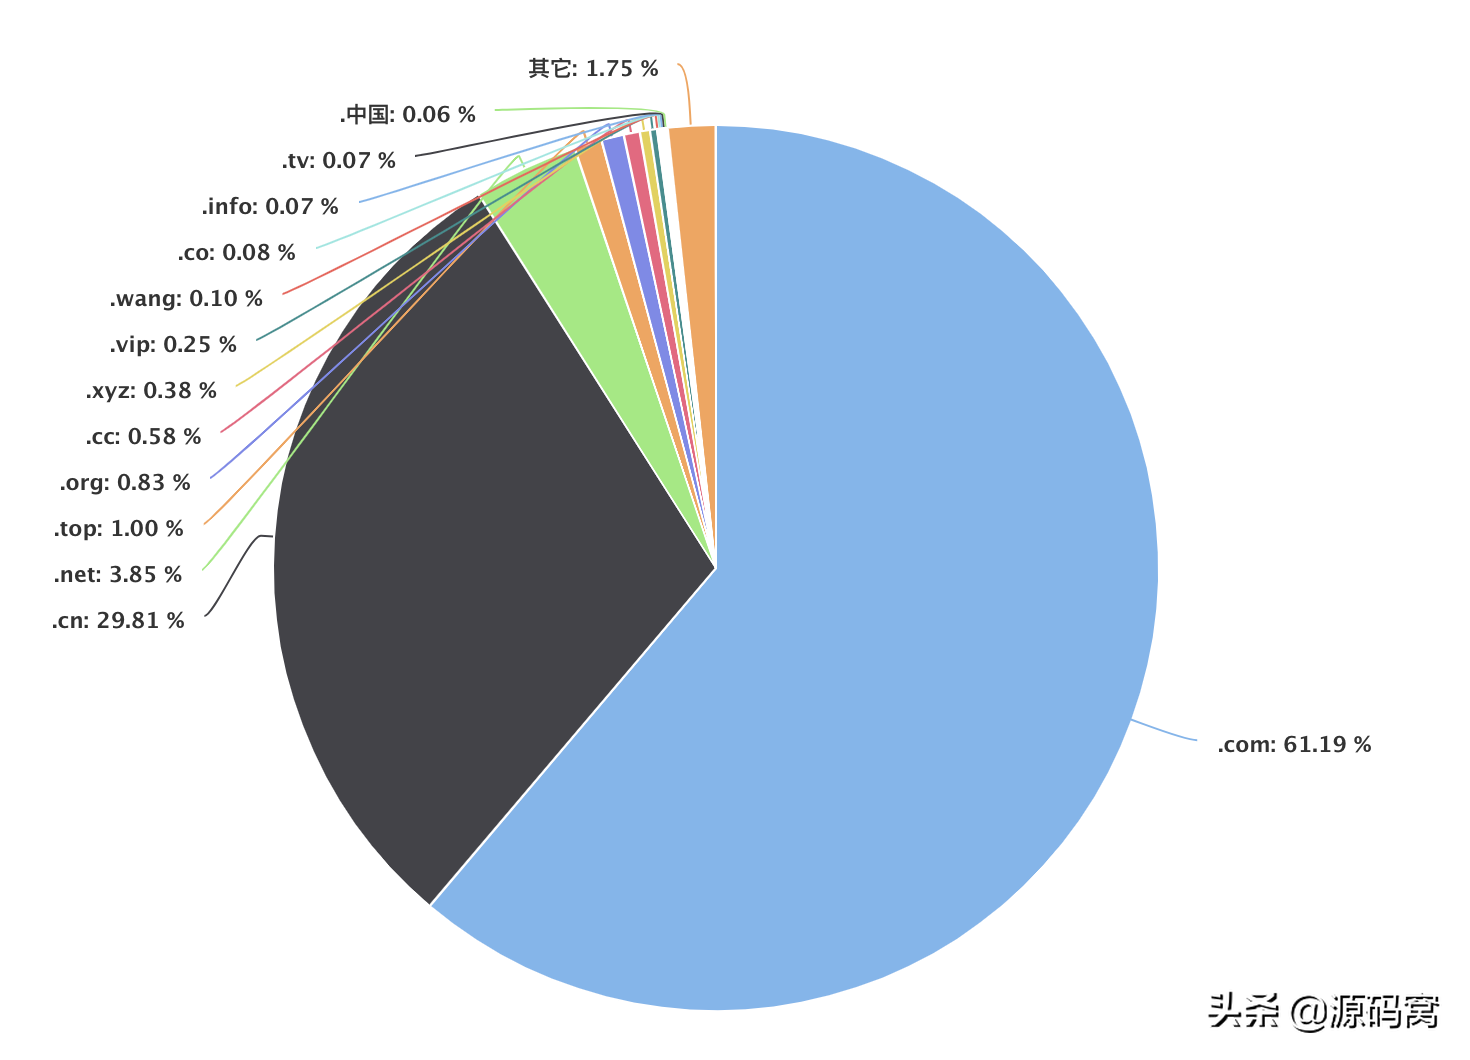 其它: 1.75 %
.中国: 0.06 %
.tv: 0.07 %
.info: 0.07 %
.co: 0.08 %
.wang: 0.10 %
.vip: 0.25 %
.xyz: 0.38 %
.cc: 0.58 %
.org: 0.83 %
.top: 1.00 %
.net: 3.85 %
.cn: 29.81 %
.com: 61.19 %
头条 @源码窝